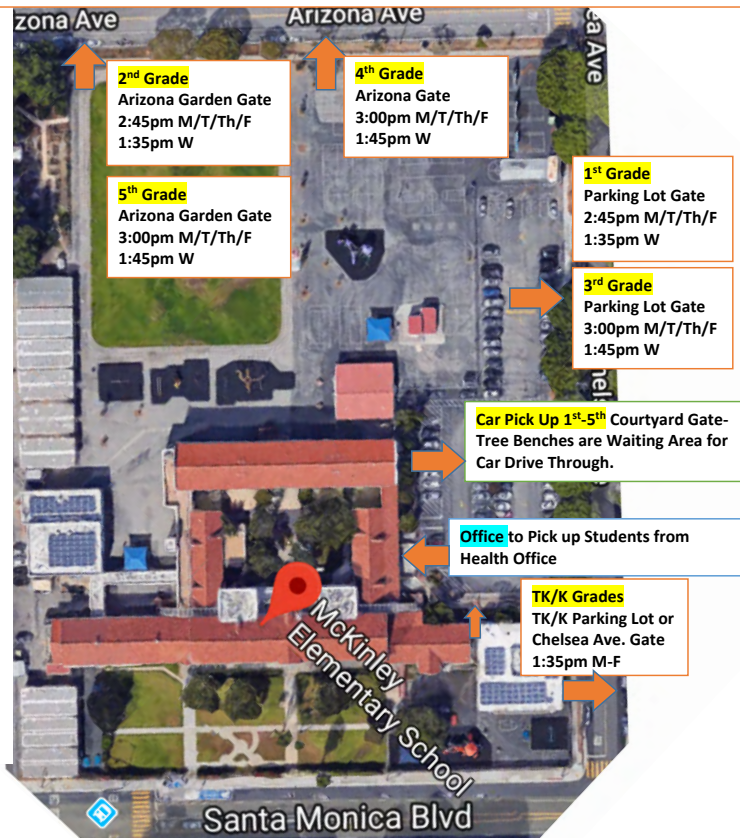 zona Ave
Arizona Ave
ea Ave
2nd Grade
Arizona Garden Gate
2:45pm M/T/Th/F
1:35pm W
4th Grade
Arizona Gate
3:00pm M/T/Th/F
1:45pm W
5th Grade
Arizona Garden Gate
3:00pm M/T/Th/F
1:45pm W
1st Grade
Parking Lot Gate
2:45pm M/T/Th/F
1:35pm W
3rd Grade
Parking Lot Gate
3:00pm M/T/Th/F
1:45pm W
hels
Car Pick Up 1st-5th Courtyard Gate-
Tree Benches are Waiting Area for
Car Drive Through.
Office to Pick up Students from
Health Office
TK/K Grades
TK/K Parking Lot or
Chelsea Ave. Gate
1:35pm M-F
McKinley
Elementary School
Santa Monica Blvd